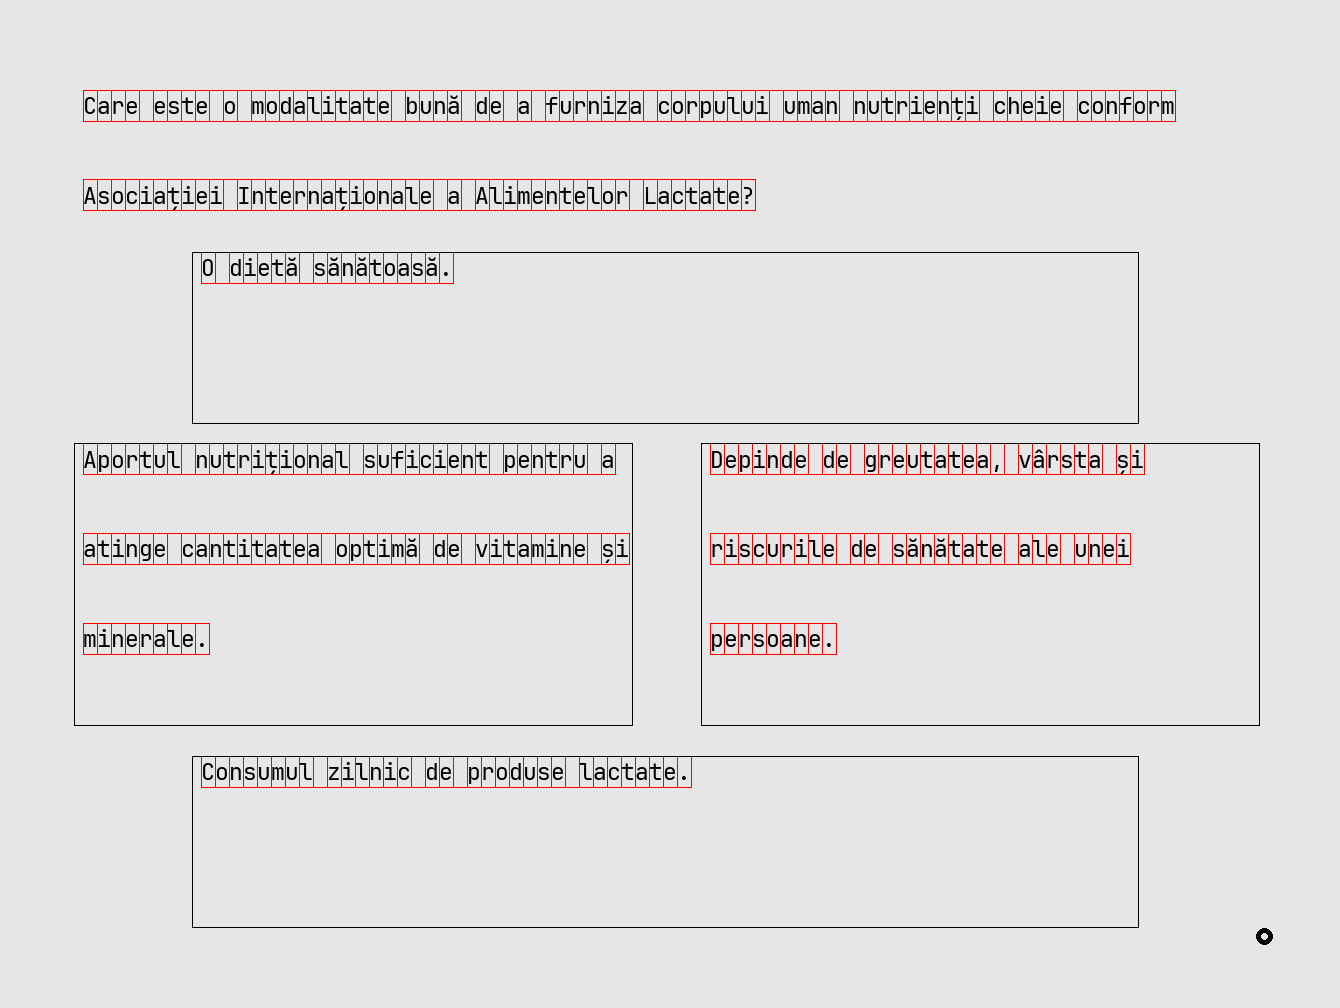 Care este o modalitate bună de a furniza corpului uman nutrienți cheie conform
Asociației Internaționale a Alimentelor Lactate?
O dietă sănătoasă.
Aportul nutrițional suficient pentru a
atinge cantitatea optimă de vitamine și
minerale.
Depinde de greutatea, vârsta și
riscurile de sănătate ale unei
persoane.
Consumul zilnic de produse lactate.